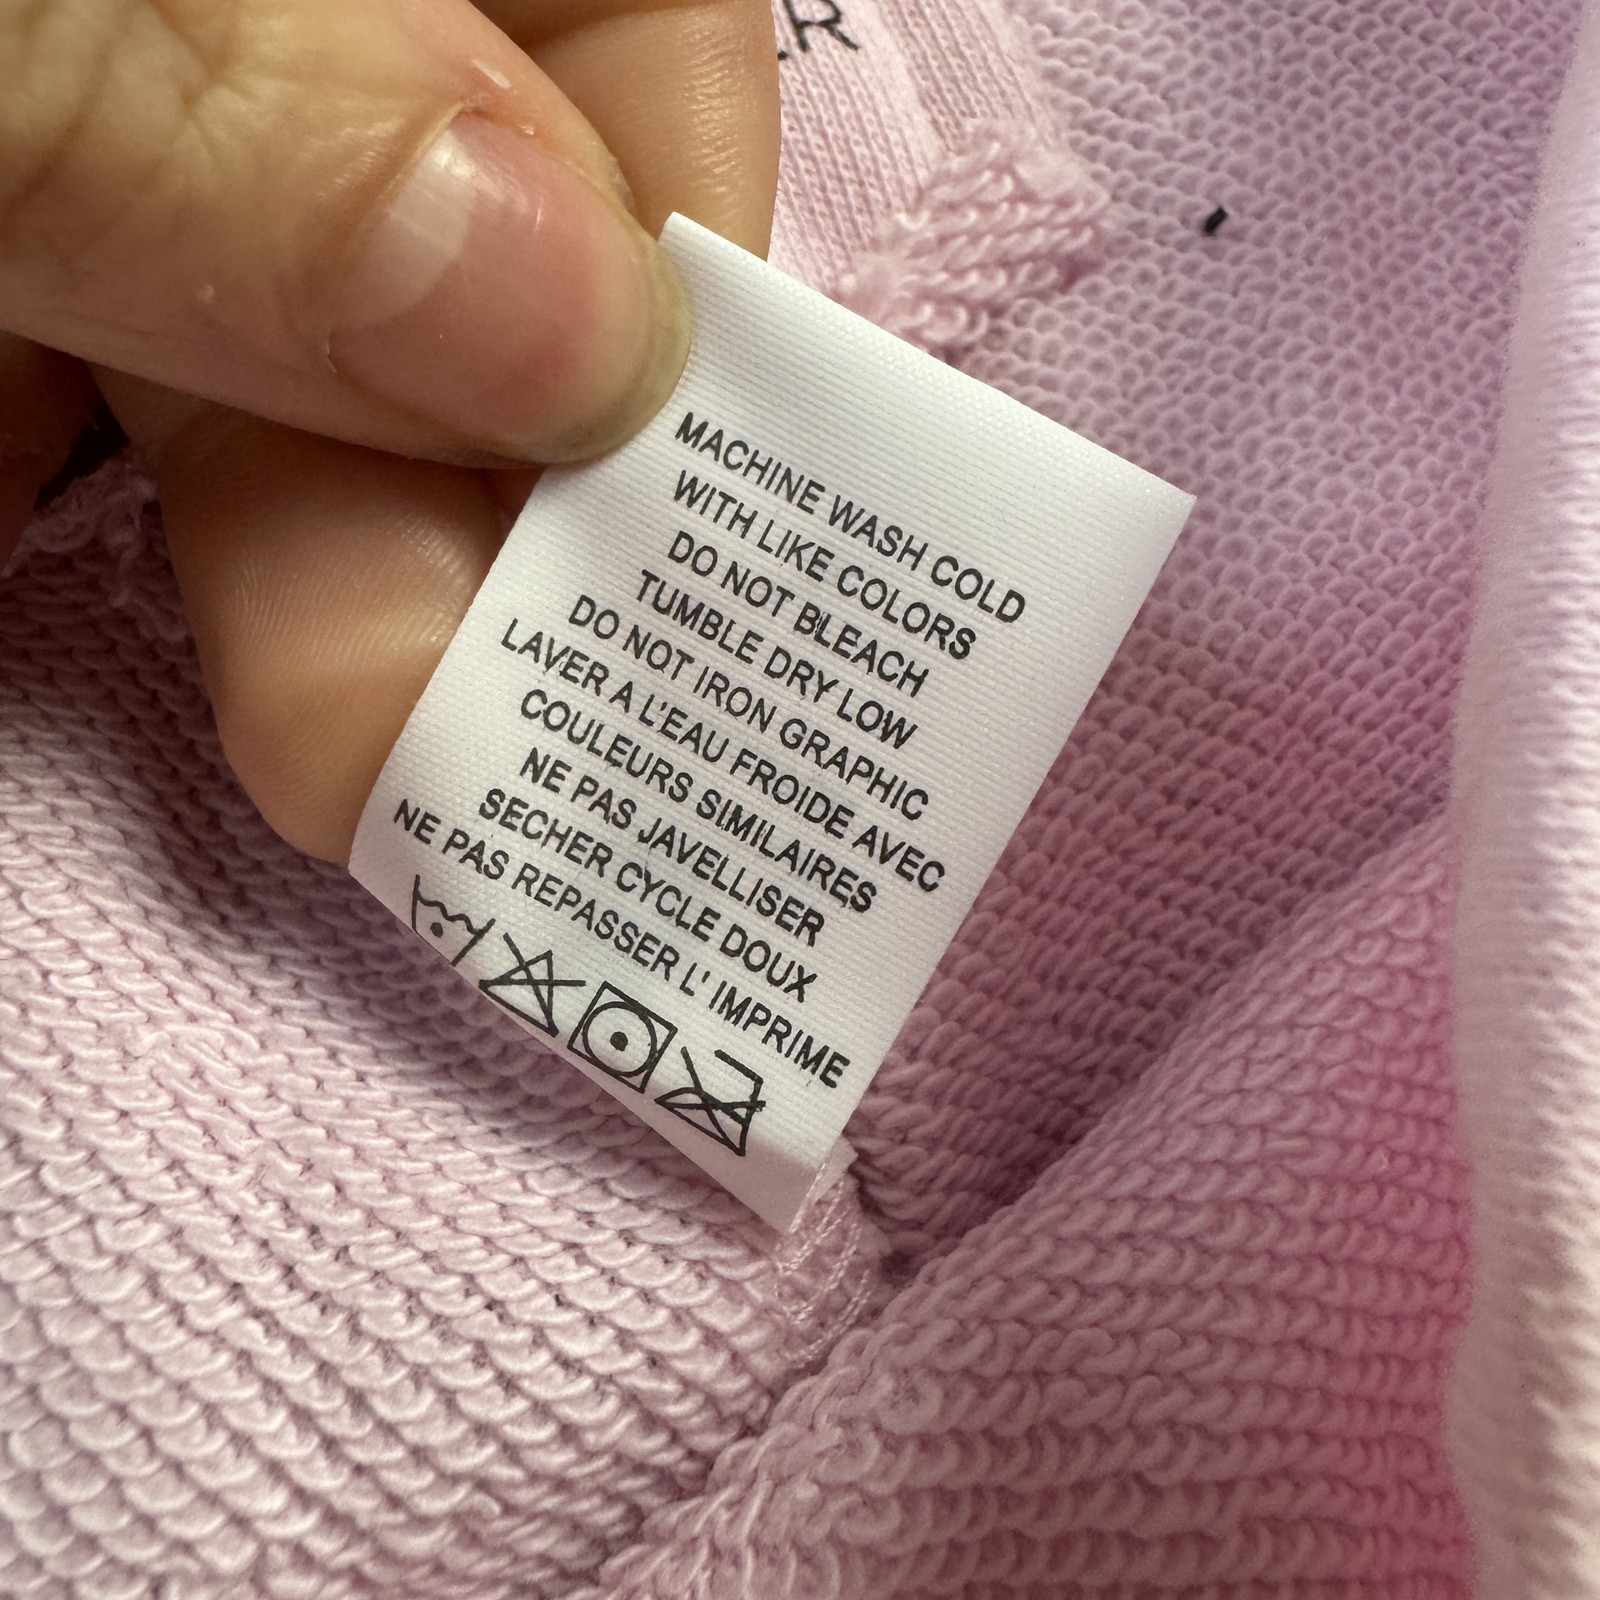 MACHINE WASH COLD
WITH LIKE COLORS
DO NOT BLEACH
TUMBLE DRY LOW
DO NOT IRON GRAPHIC
LAVER A L'EAU FROIDE AVEC
COULEURS SIMILAIRES
NE PAS JAVELLISER
SECHER CYCLE DOUX
NE PAS REPASSER L' IMPRIME